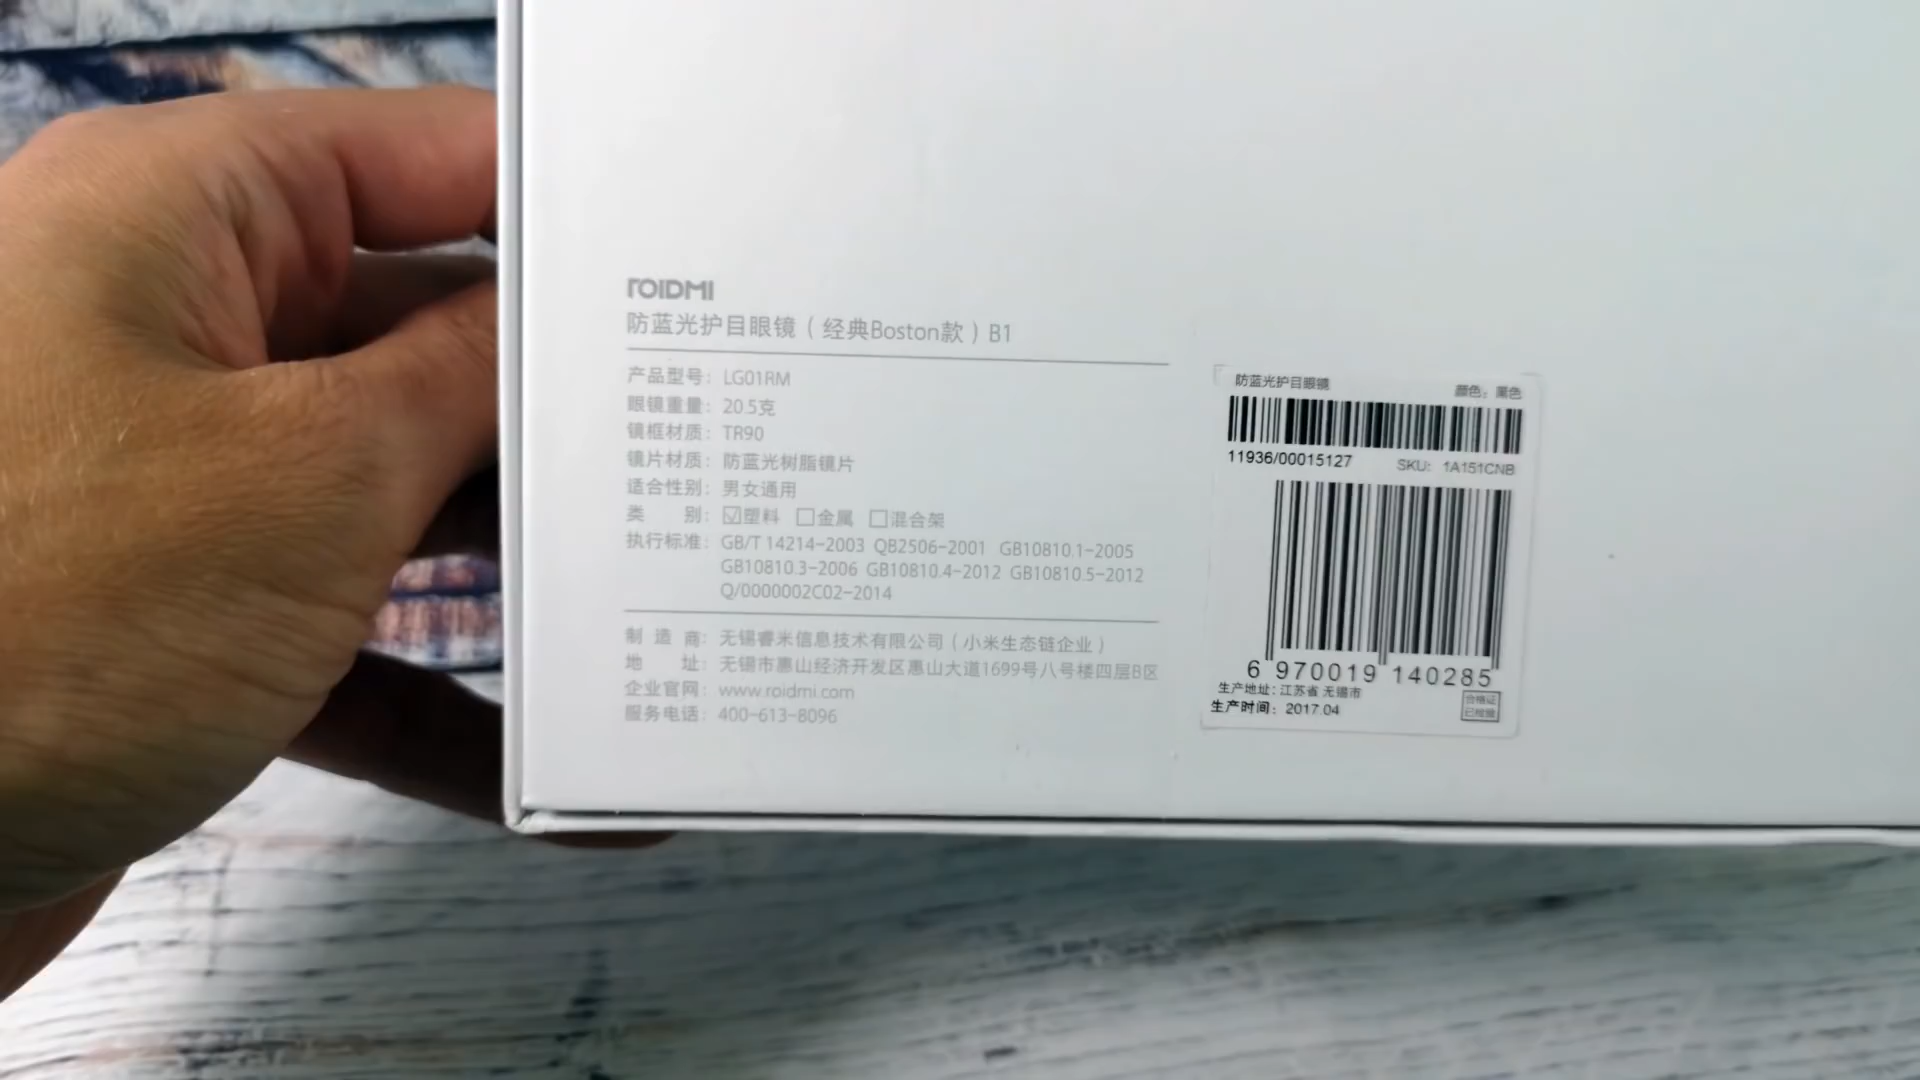 ROIDMI
防蓝光护目眼镜（经典Boston款）B1
产品型号： LG01RM
眼镜重量： 20.5克
镜框材质： TR90
镜片材质： 防蓝光树脂镜片
适合性别： 男女通用
类 别： ☑塑料 □金属 □混合架
执行标准： GB/T 14214-2003 QB2506-2001 GB10810.1-2005
GB10810.3-2006 GB10810.4-2012 GB10810.5-2012
Q/0000002C02-2014
制 造 商： 无锡睿米信息技术有限公司（小米生态链企业）
地 址： 无锡市惠山经济开发区惠山大道1699号八号楼四层B区
企业官网： www.roidmi.com
服务电话： 400-613-8096
防蓝光护目眼镜 颜色：黑色
11936/00015127 SKU: 1A151CNB
6 970019 140285
生产地址：江苏省 无锡市
生产时间：2017.04
合格证
已检验